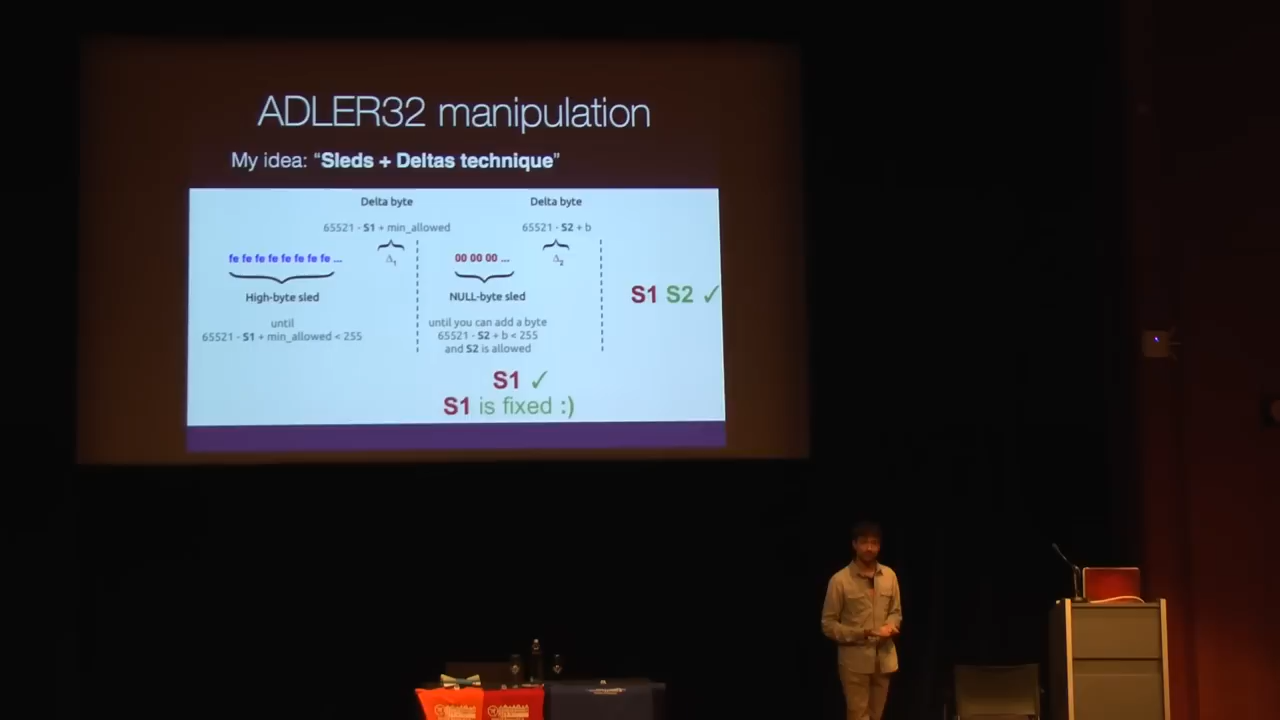 ADLER32 manipulation
My idea: “Sleds + Deltas technique”
Delta byte
65521 - S1 + min_allowed
Delta byte
65521 - S2 + b
fe fe fe fe fe fe fe fe ...
Δ1
00 00 00 ...
Δ2
High-byte sled
until
65521 - S1 + min_allowed < 255
NULL-byte sled
until you can add a byte
65521 - S2 + b < 255
and S2 is allowed
S1 S2 ✓
S1 ✓
S1 is fixed :)